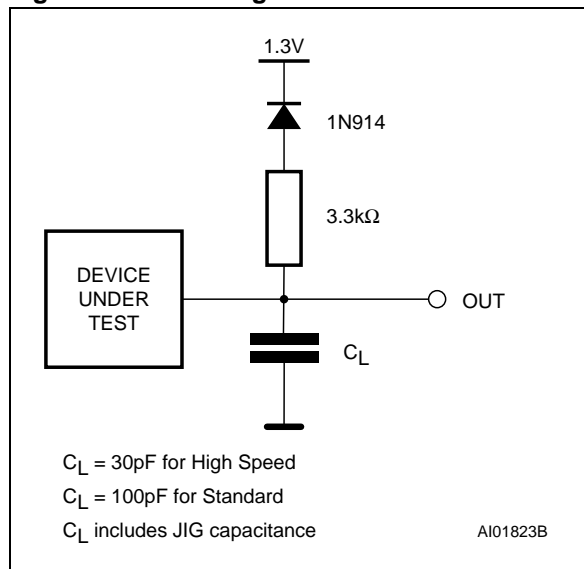 1.3V
1N914
3.3kΩ
DEVICE
UNDER
TEST
OUT
CL
CL = 30pF for High Speed
CL = 100pF for Standard
CL includes JIG capacitance
AI01823B